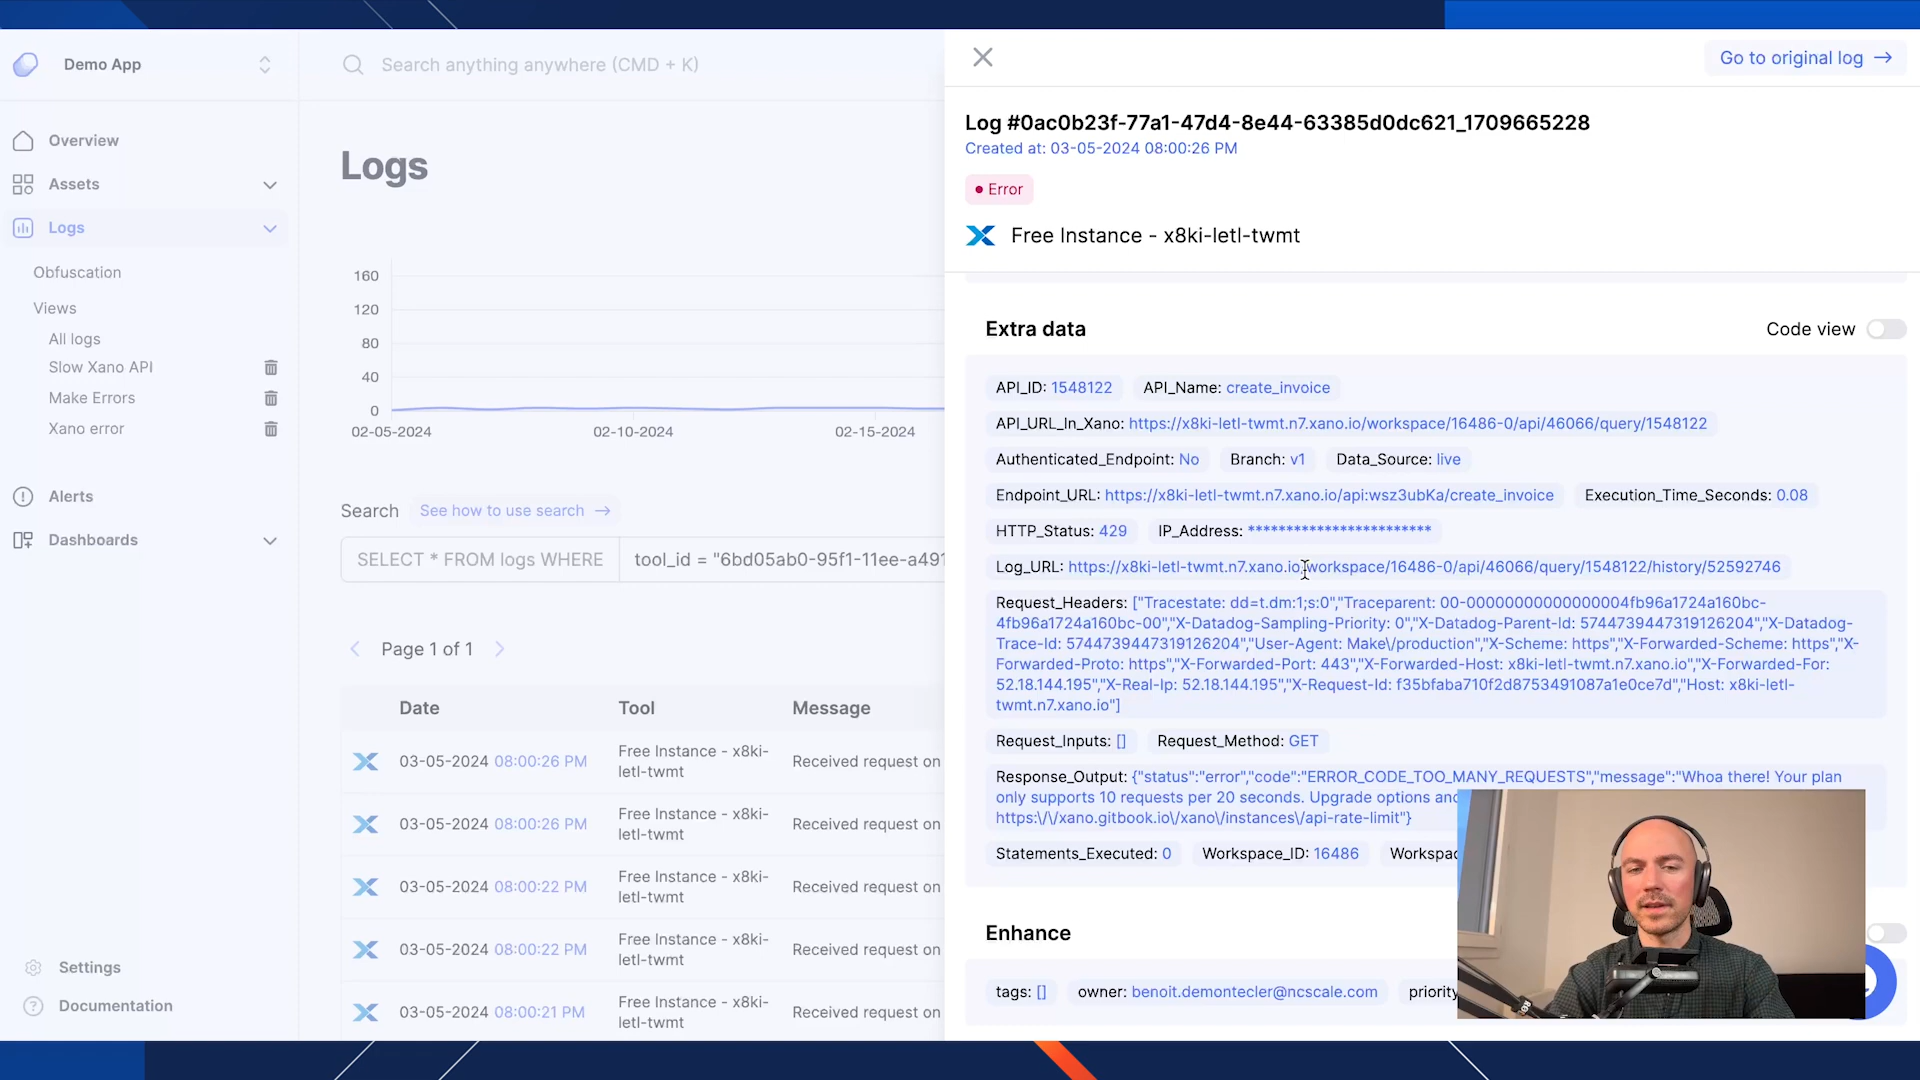 Demo App
Search anything anywhere (CMD + K)
Overview
Assets
Logs
Obfuscation
Views
All logs
Slow Xano API
Make Errors
Xano error
Alerts
Dashboards
Settings
Documentation
Logs
160
120
80
40
0
02-05-2024
02-10-2024
02-15-2024
Search
See how to use search →
SELECT * FROM logs WHERE
tool_id = "6bd05ab0-95f1-11ee-a491
Page 1 of 1
Date
Tool
Message
03-05-2024 08:00:26 PM
Free Instance - x8ki-
letl-twmt
Received request on
03-05-2024 08:00:26 PM
Free Instance - x8ki-
letl-twmt
Received request on
03-05-2024 08:00:22 PM
Free Instance - x8ki-
letl-twmt
Received request on
03-05-2024 08:00:22 PM
Free Instance - x8ki-
letl-twmt
Received request on
03-05-2024 08:00:21 PM
Free Instance - x8ki-
letl-twmt
Received request on
Go to original log →
Log #0ac0b23f-77a1-47d4-8e44-63385d0dc621_1709665228
Created at: 03-05-2024 08:00:26 PM
Error
Free Instance - x8ki-letl-twmt
Extra data
Code view
API_ID: 1548122 API_Name: create_invoice
API_URL_In_Xano: https://x8ki-letl-twmt.n7.xano.io/workspace/16486-0/api/46066/query/1548122
Authenticated_Endpoint: No Branch: v1 Data_Source: live
Endpoint_URL: https://x8ki-letl-twmt.n7.xano.io/api:wsz3ubKa/create_invoice Execution_Time_Seconds: 0.08
HTTP_Status: 429 IP_Address: ************************
Log_URL: https://x8ki-letl-twmt.n7.xano.io/workspace/16486-0/api/46066/query/1548122/history/52592746
Request_Headers: ["Tracestate: dd=t.dm:1;s:0","Traceparent: 00-00000000000000004fb96a1724a160bc-
4fb96a1724a160bc-00","X-Datadog-Sampling-Priority: 0","X-Datadog-Parent-Id: 5744739447319126204","X-Datadog-
Trace-Id: 5744739447319126204","User-Agent: Make\/production","X-Scheme: https","X-Forwarded-Scheme: https","X-
Forwarded-Proto: https","X-Forwarded-Port: 443","X-Forwarded-Host: x8ki-letl-twmt.n7.xano.io","X-Forwarded-For:
52.18.144.195","X-Real-Ip: 52.18.144.195","X-Request-Id: f35bfaba710f2d8753491087a1e0ce7d","Host: x8ki-letl-
twmt.n7.xano.io"]
Request_Inputs: [] Request_Method: GET
Response_Output: {"status":"error","code":"ERROR_CODE_TOO_MANY_REQUESTS","message":"Whoa there! Your plan
only supports 10 requests per 20 seconds. Upgrade options and
https:\/\/xano.gitbook.io\/xano\/instances\/api-rate-limit"}
Statements_Executed: 0 Workspace_ID: 16486 Workspac
Enhance
tags: [] owner: benoit.demontecler@ncscale.com priority